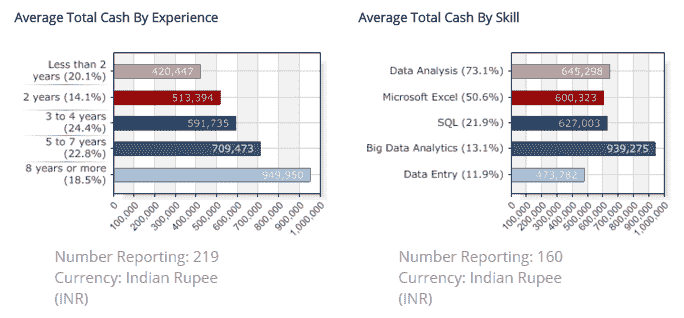 Average Total Cash By Experience
Less than 2
years (20.1%)
420,447
2 years (14.1%)
513,394
3 to 4 years
(24.4%)
591,735
5 to 7 years
(22.8%)
709,473
8 years or more
(18.5%)
949,950
0
100,000
200,000
300,000
400,000
500,000
600,000
700,000
800,000
900,000
1,000,000
Number Reporting: 219
Currency: Indian Rupee
(INR)
Average Total Cash By Skill
Data Analysis (73.1%)
645,298
Microsoft Excel (50.6%)
600,323
SQL (21.9%)
627,003
Big Data Analytics (13.1%)
939,275
Data Entry (11.9%)
473,782
0
100,000
200,000
300,000
400,000
500,000
600,000
700,000
800,000
900,000
1,000,000
Number Reporting: 160
Currency: Indian Rupee
(INR)